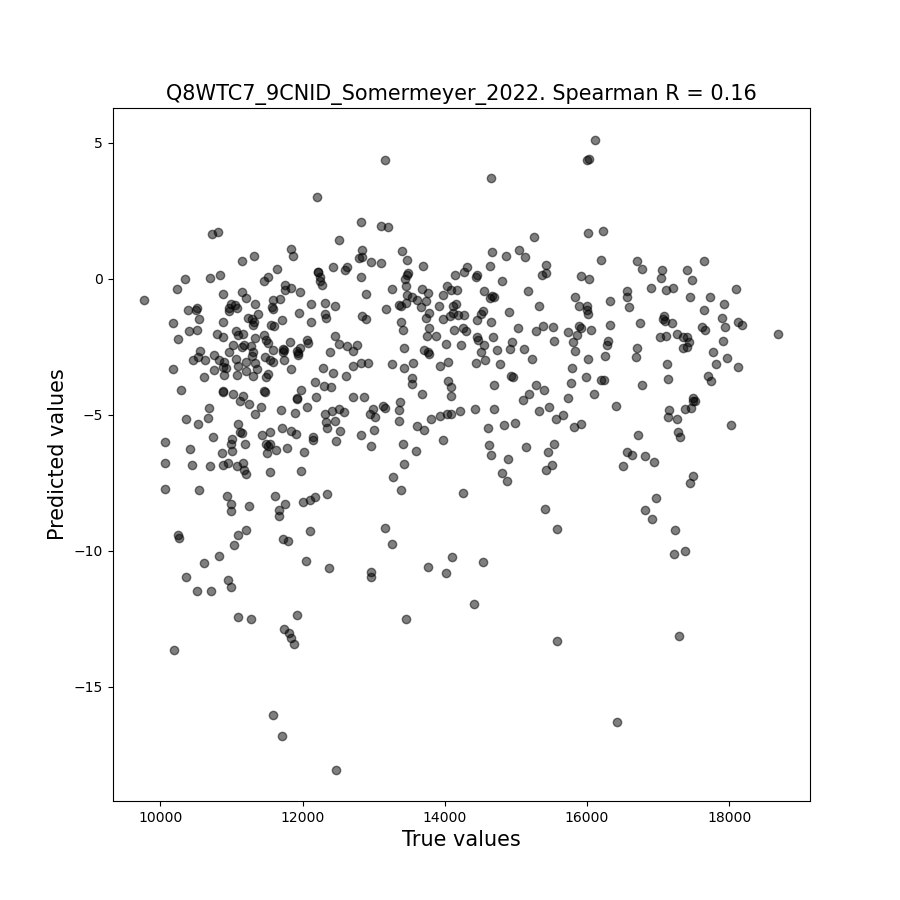 Q8WTC7_9CNID_Somermeyer_2022. Spearman R = 0.16
5
0
−5
−10
−15
Predicted values
10000 12000 14000 16000 18000
True values